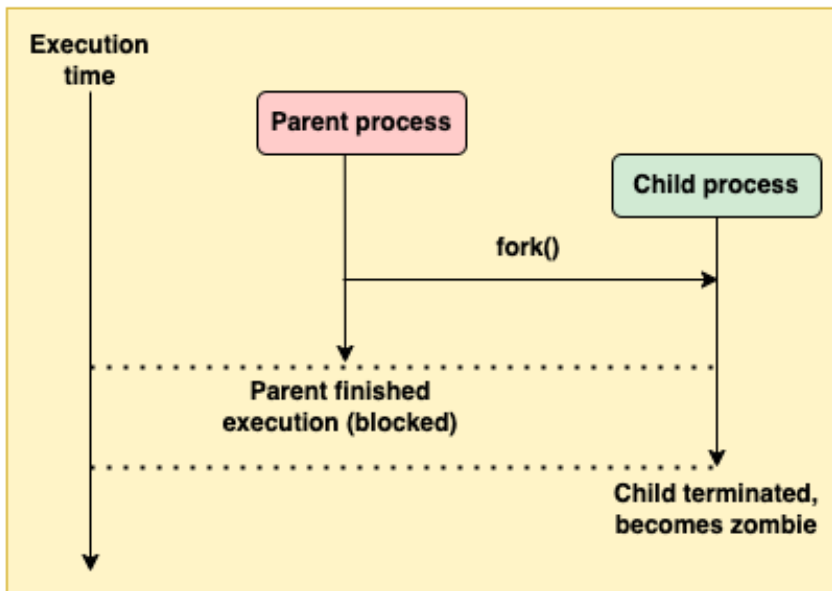 Execution
time
Parent process
Child process
fork()
Parent finished
execution (blocked)
Child terminated,
becomes zombie